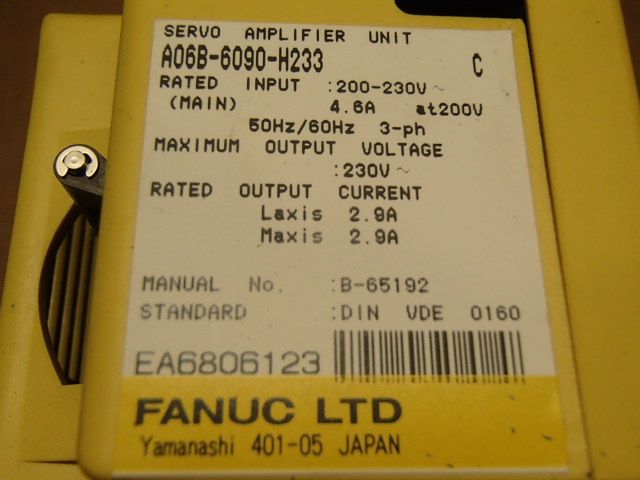 SERVO AMPLIFIER UNIT
A06B-6090-H233 C
RATED INPUT :200-230V~
(MAIN) 4.6A at200V
50Hz/60Hz 3-ph
MAXIMUM OUTPUT VOLTAGE
:230V~
RATED OUTPUT CURRENT
Laxis 2.9A
Maxis 2.9A
MANUAL No. :B-65192
STANDARD :DIN VDE 0160
EA6806123
FANUC LTD
Yamanashi 401-05 JAPAN